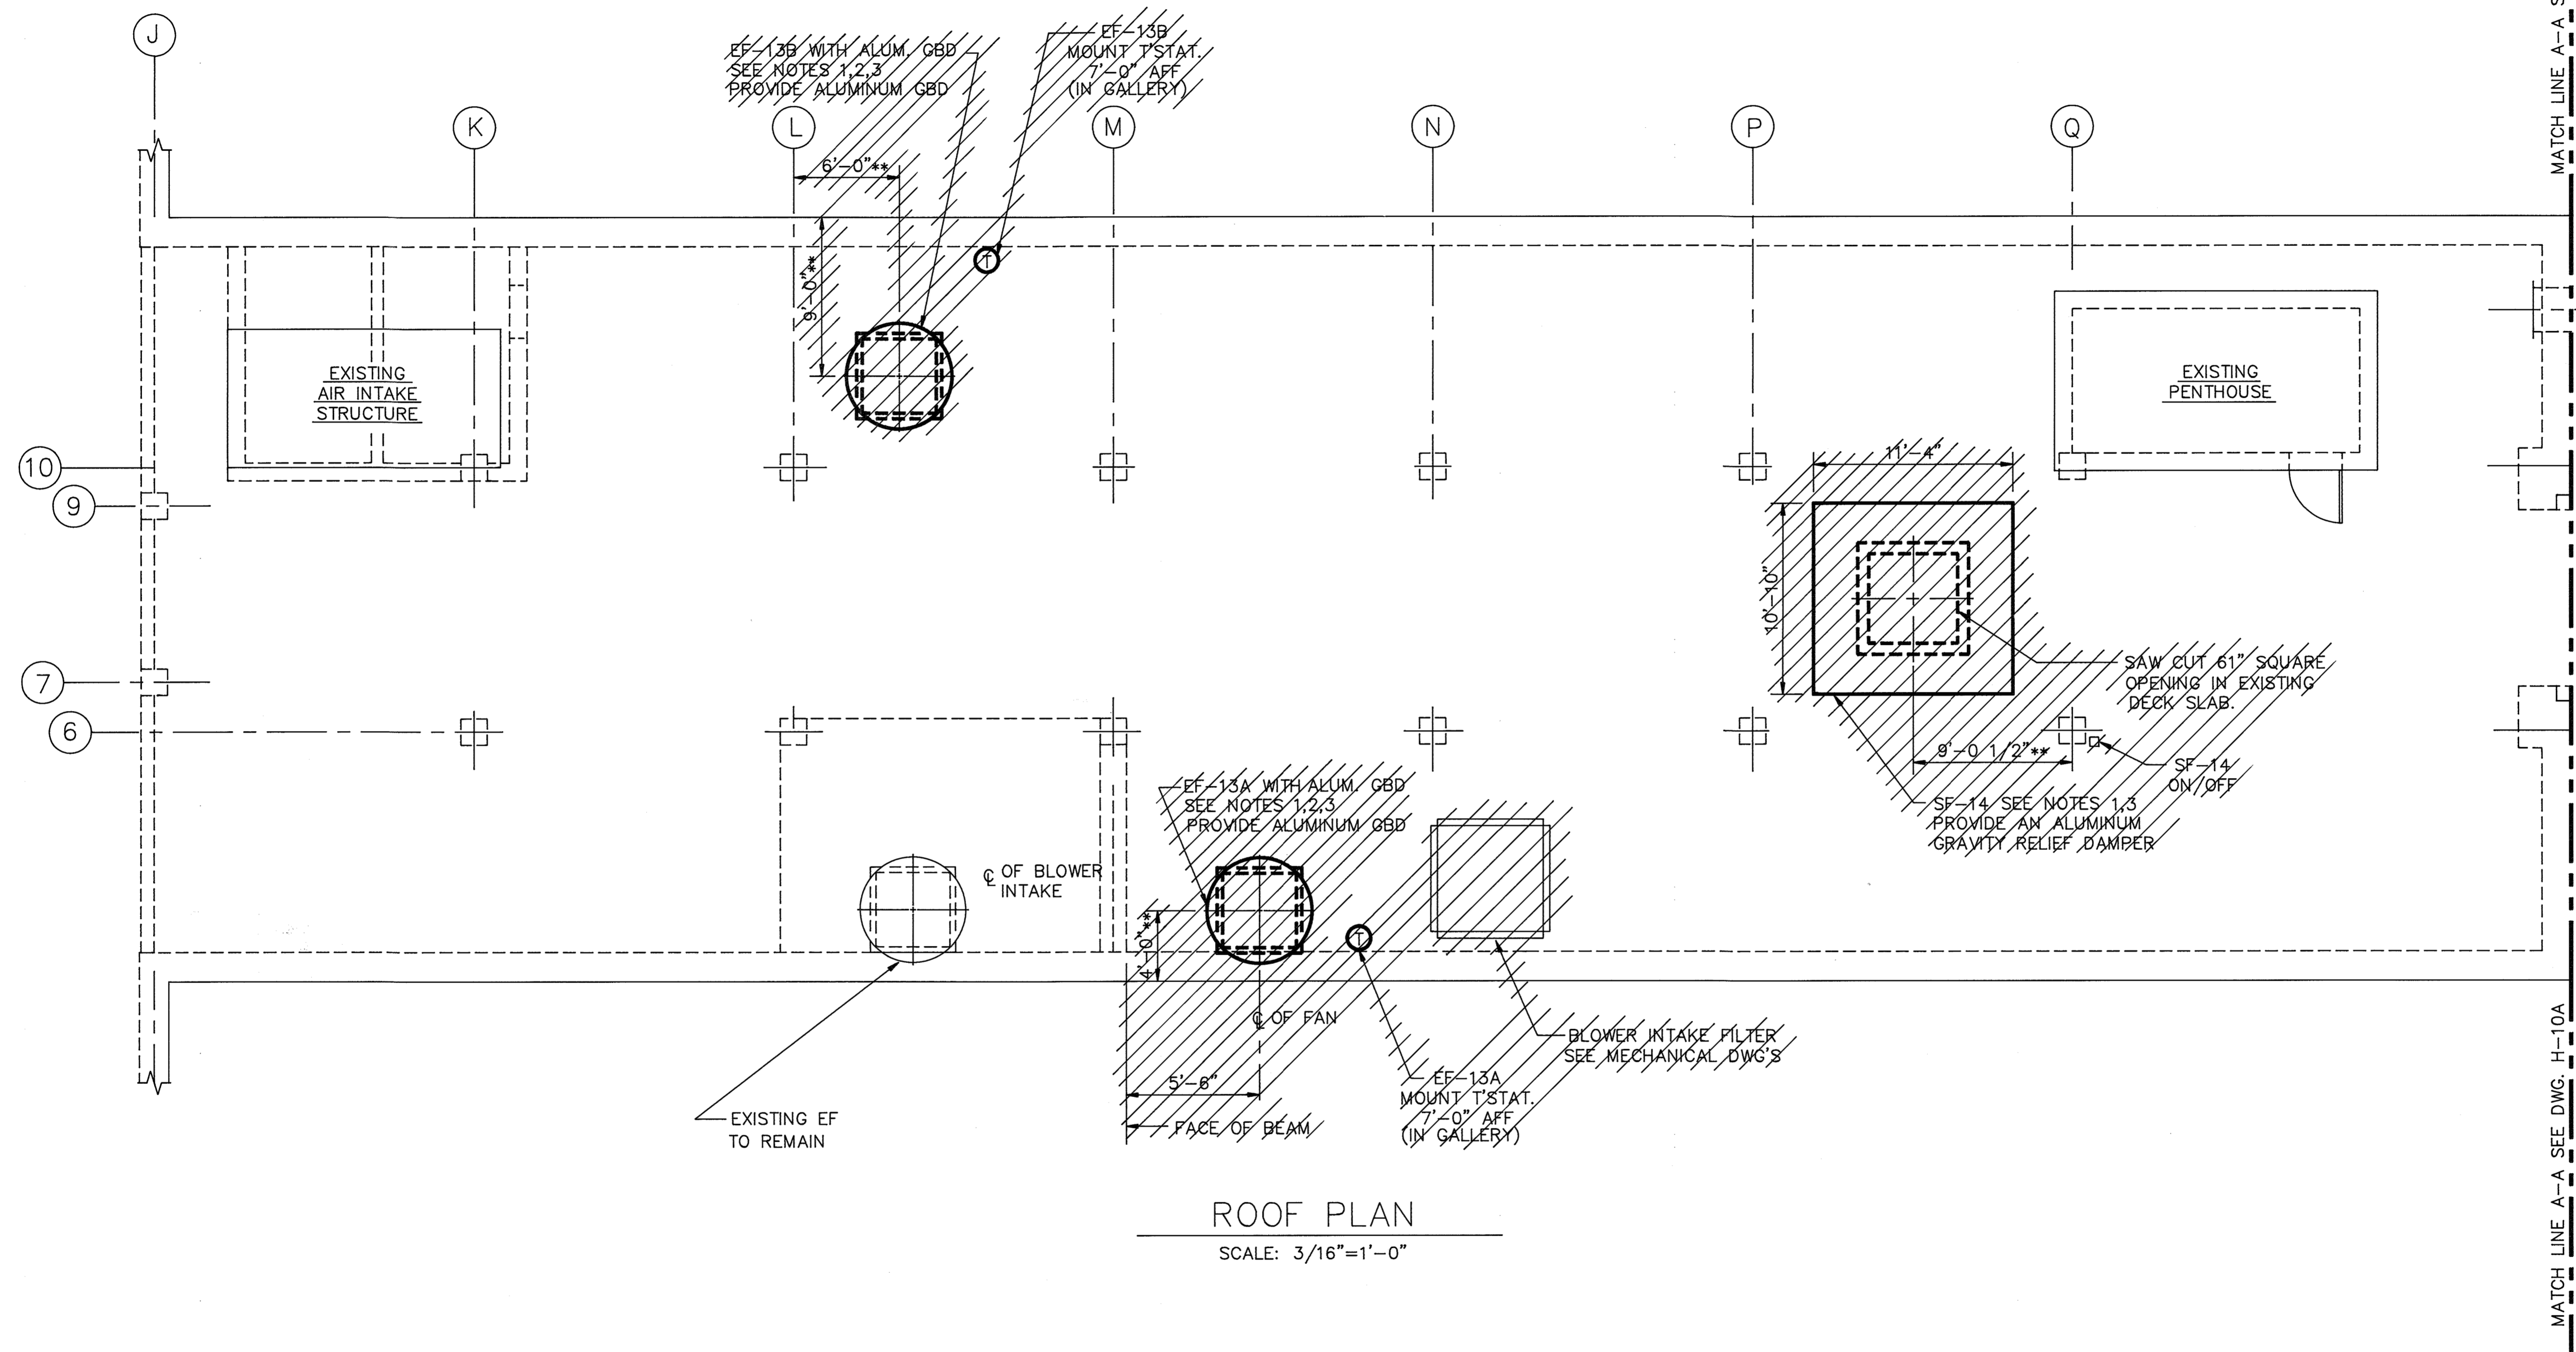 J
K
L
M
N
P
Q
10
9
7
6
EF-13B WITH ALUM. GBD
SEE NOTES 1,2,3
PROVIDE ALUMINUM GBD
EF-13B
MOUNT T'STAT.
7'-0" AFF
(IN GALLERY)
6'-0"**
9'-0"**
T
EXISTING
AIR INTAKE
STRUCTURE
EXISTING
PENTHOUSE
11'-4"
10'-10"
SAW CUT 61" SQUARE
OPENING IN EXISTING
DECK SLAB.
9'-0 1/2"**
SF-14
ON/OFF
SF-14 SEE NOTES 1,3
PROVIDE AN ALUMINUM
GRAVITY RELIEF DAMPER
EF-13A WITH ALUM. GBD
SEE NOTES 1,2,3
PROVIDE ALUMINUM GBD
℄ OF BLOWER
INTAKE
4'-0"**
T
℄ OF FAN
5'-6"
FACE OF BEAM
BLOWER INTAKE FILTER
SEE MECHANICAL DWG'S
EF-13A
MOUNT T'STAT.
7'-0" AFF
(IN GALLERY)
EXISTING EF
TO REMAIN
ROOF PLAN
SCALE: 3/16"=1'-0"
MATCH LINE A-A S
MATCH LINE A-A SEE DWG. H-10A